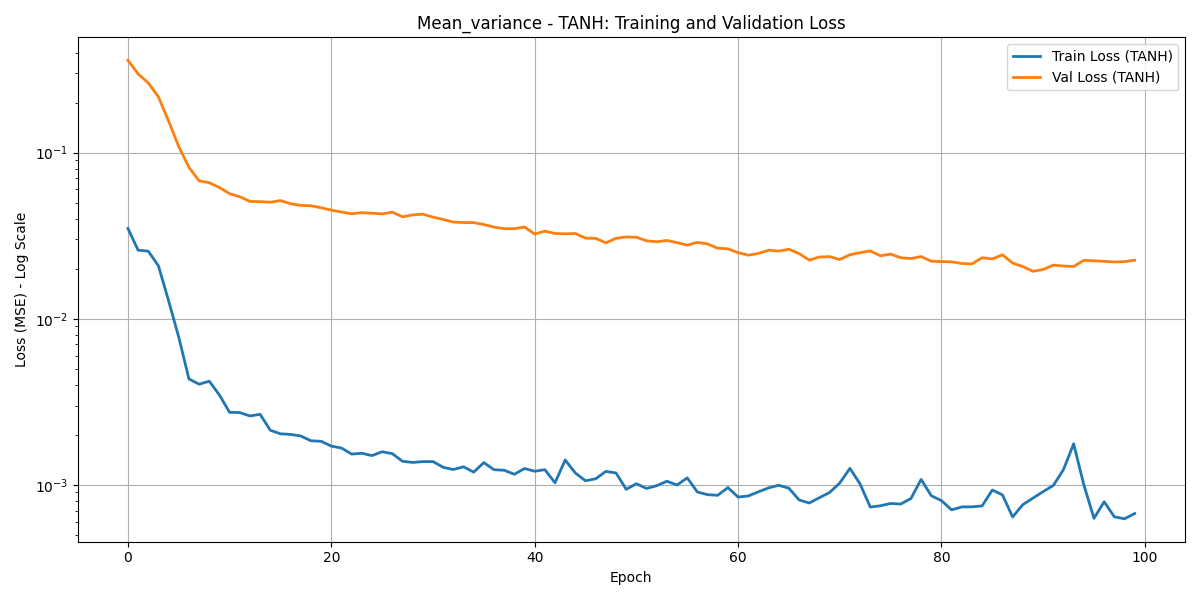 Mean_variance - TANH: Training and Validation Loss
Train Loss (TANH)
Val Loss (TANH)
Loss (MSE) - Log Scale
10⁻¹
10⁻²
10⁻³
0 20 40 60 80 100
Epoch